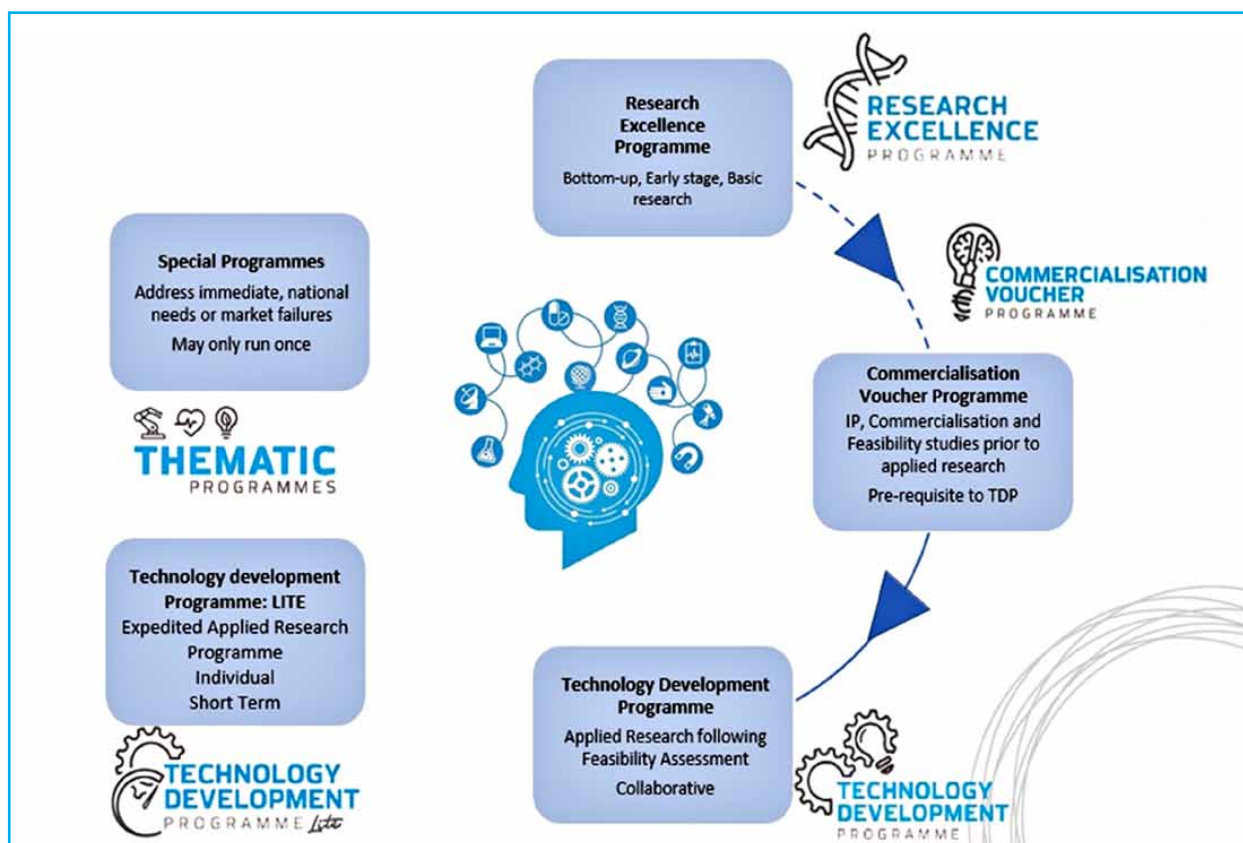 Research
Excellence
Programme
Bottom-up, Early stage, Basic
research
RESEARCH
EXCELLENCE
PROGRAMME
Special Programmes
Address immediate, national
needs or market failures
May only run once
THEMATIC
PROGRAMMES
COMMERCIALISATION
VOUCHER
PROGRAMME
Commercialisation
Voucher Programme
IP, Commercialisation and
Feasibility studies prior to
applied research
Pre-requisite to TDP
Technology development
Programme: LITE
Expedited Applied Research
Programme
Individual
Short Term
TECHNOLOGY
DEVELOPMENT
PROGRAMME Lite
Technology Development
Programme
Applied Research following
Feasibility Assessment
Collaborative
TECHNOLOGY
DEVELOPMENT
PROGRAMME